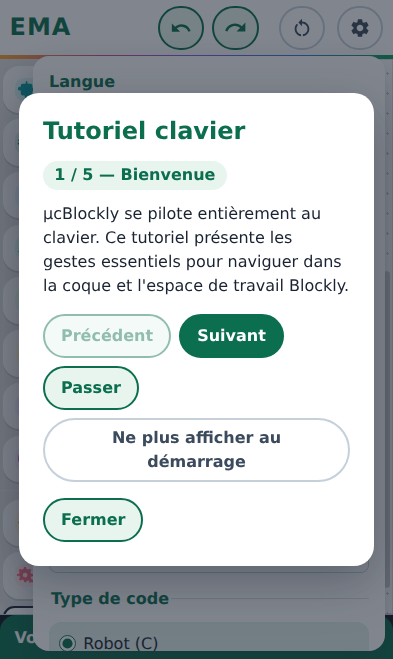 EMA
Langue
Tutoriel clavier
1 / 5 — Bienvenue
µcBlockly se pilote entièrement au
clavier. Ce tutoriel présente les
gestes essentiels pour naviguer dans
la coque et l'espace de travail Blockly.
Précédent
Suivant
Passer
Ne plus afficher au
démarrage
Fermer
Type de code
Robot (C)